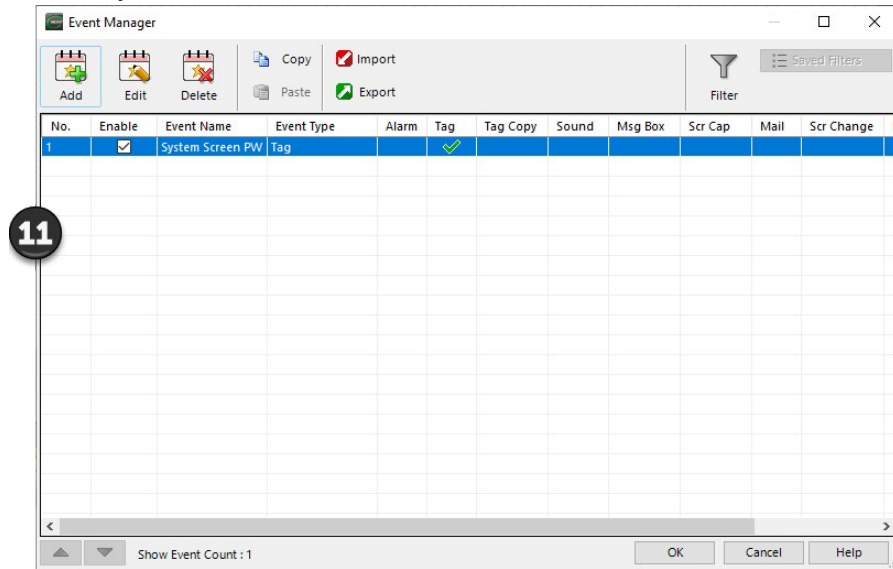 Event Manager
Add
Edit
Delete
Copy
Paste
Import
Export
Filter
Saved Filters
No. Enable Event Name Event Type Alarm Tag Tag Copy Sound Msg Box Scr Cap Mail Scr Change
1 System Screen PW Tag
11
Show Event Count : 1
OK Cancel Help